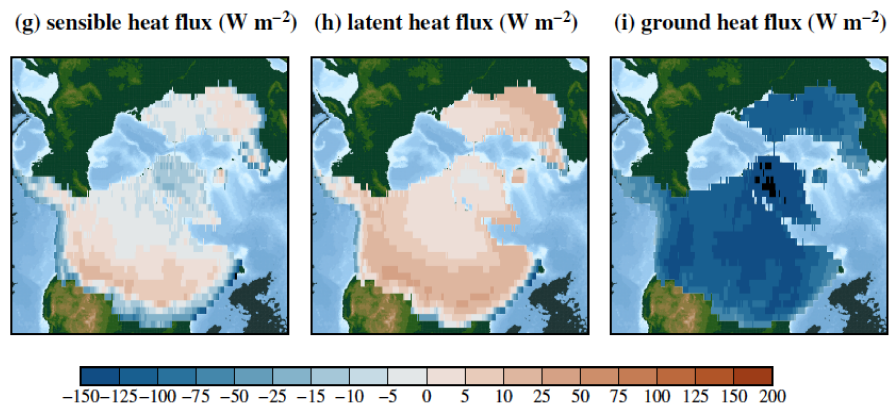 (g) sensible heat flux (W m−2) (h) latent heat flux (W m−2) (i) ground heat flux (W m−2)
−150 −125 −100 −75 −50 −25 −15 −10 −5 0 5 10 25 50 75 100 125 150 200